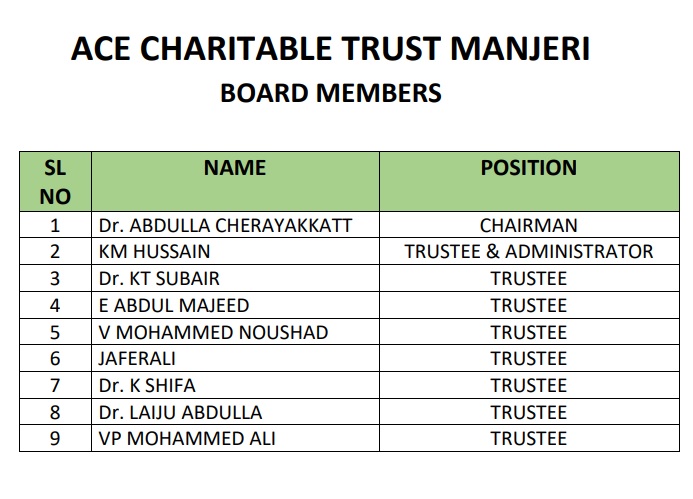 ACE CHARITABLE TRUST MANJERI
BOARD MEMBERS
SL NO NAME POSITION
1 Dr. ABDULLA CHERAYAKKATT CHAIRMAN
2 KM HUSSAIN TRUSTEE & ADMINISTRATOR
3 Dr. KT SUBAIR TRUSTEE
4 E ABDUL MAJEED TRUSTEE
5 V MOHAMMED NOUSHAD TRUSTEE
6 JAFERALI TRUSTEE
7 Dr. K SHIFA TRUSTEE
8 Dr. LAIJU ABDULLA TRUSTEE
9 VP MOHAMMED ALI TRUSTEE